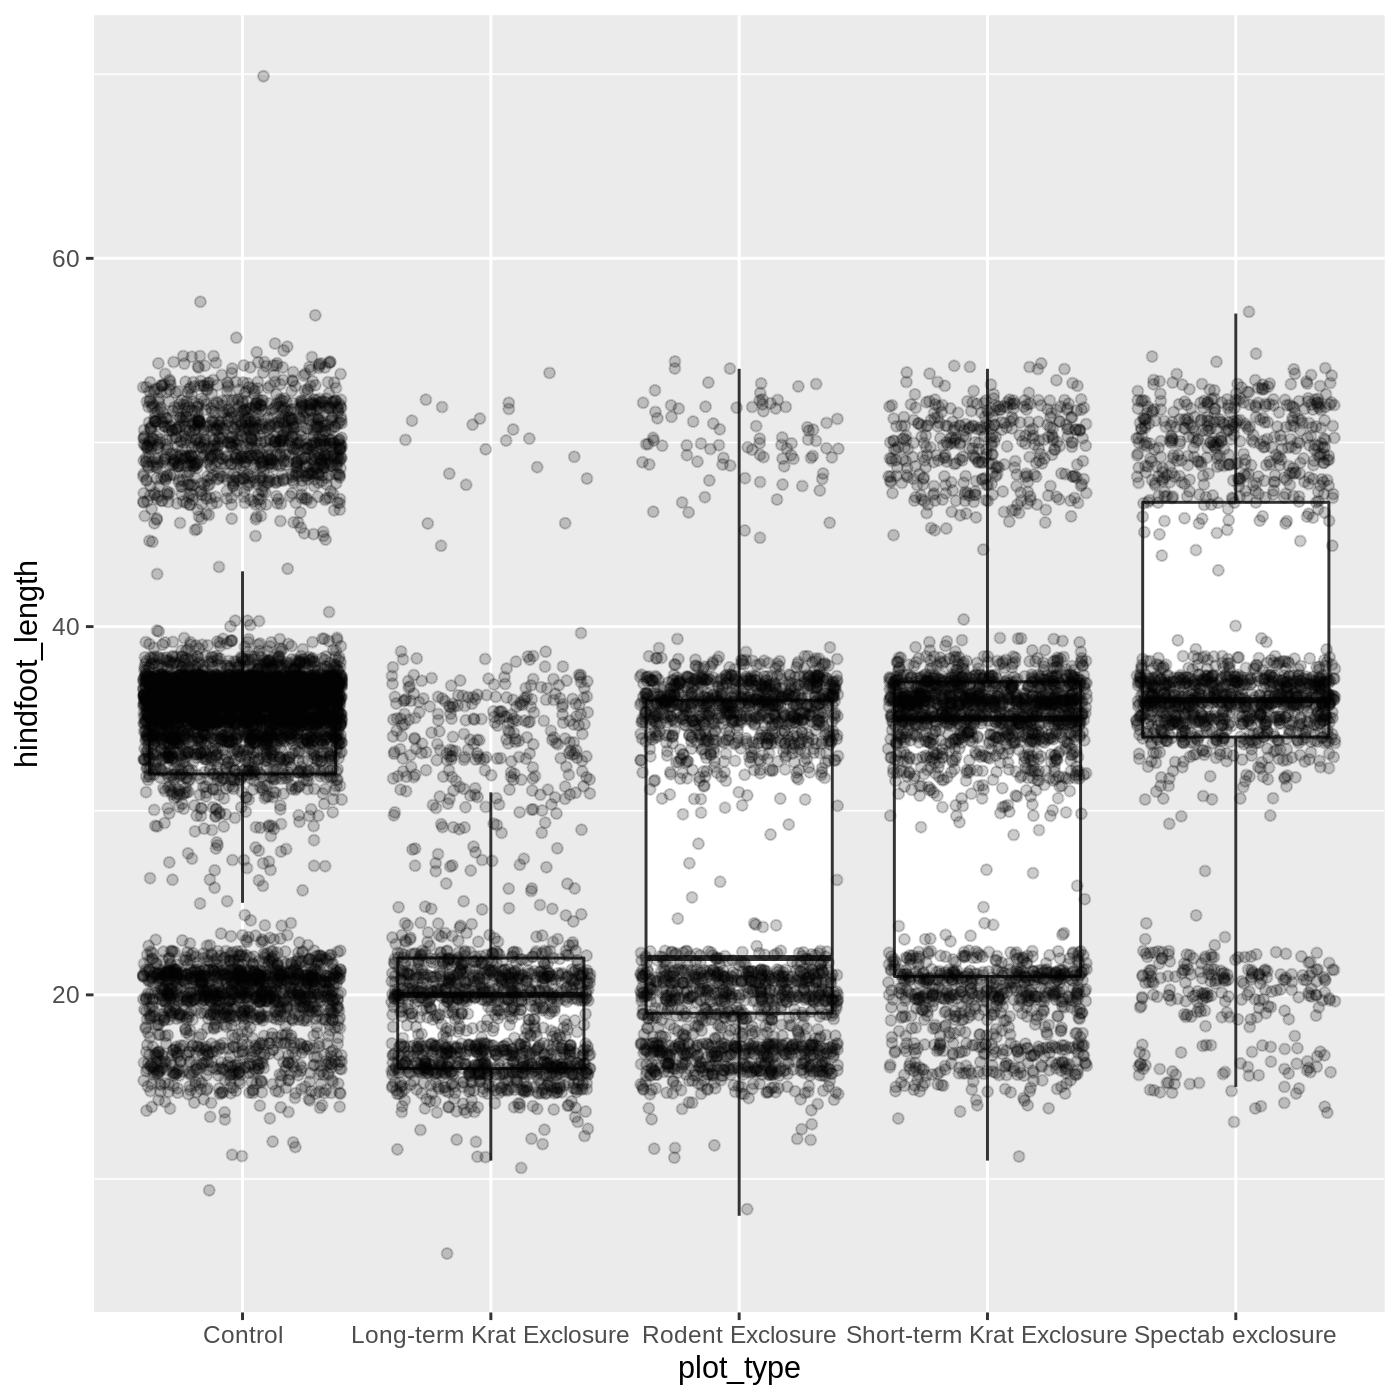 hindfoot_length
60
40
20
Control
Long-term Krat Exclosure
Rodent Exclosure
Short-term Krat Exclosure
Spectab exclosure
plot_type